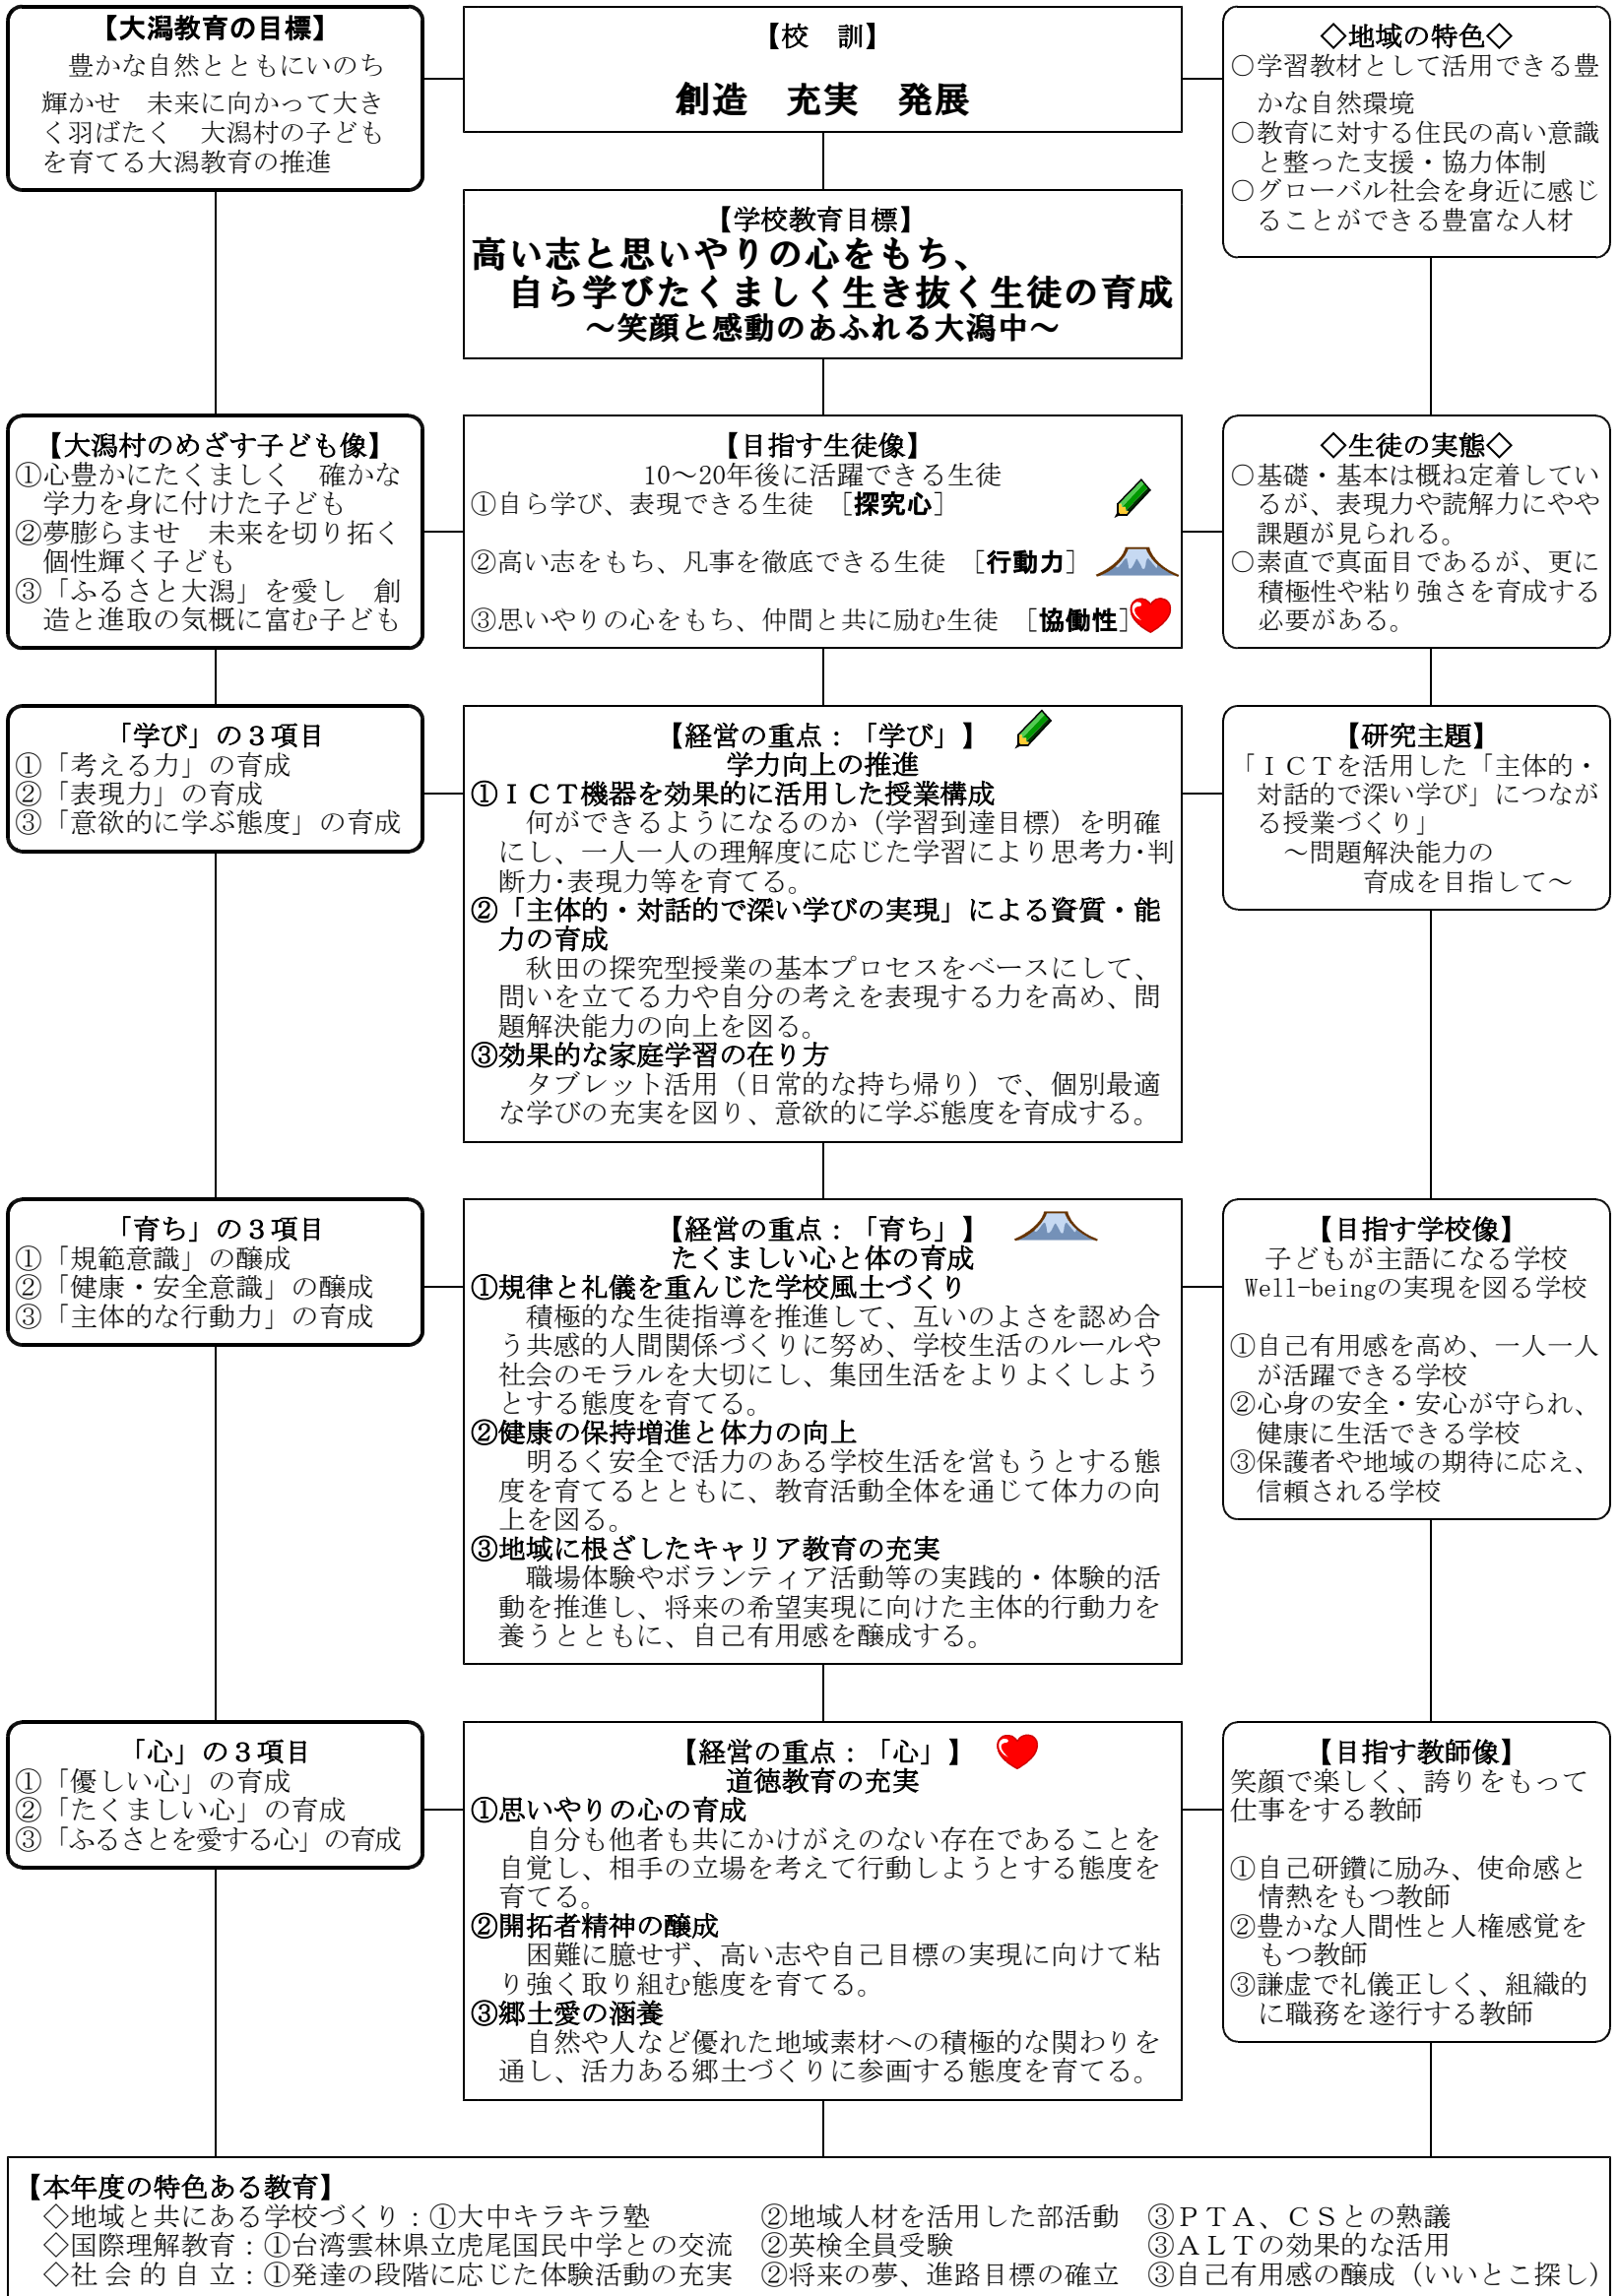 【大潟教育の目標】
豊かな自然とともにいのち
輝かせ　未来に向かって大き
く羽ばたく　大潟村の子ども
を育てる大潟教育の推進
【校　訓】
創造　充実　発展
◇地域の特色◇
○学習教材として活用できる豊
かな自然環境
○教育に対する住民の高い意識
と整った支援・協力体制
○グローバル社会を身近に感じ
ることができる豊富な人材
【学校教育目標】
高い志と思いやりの心をもち、
自ら学びたくましく生き抜く生徒の育成
～笑顔と感動のあふれる大潟中～
【大潟村のめざす子ども像】
①心豊かにたくましく　確かな
学力を身に付けた子ども
②夢膨らませ　未来を切り拓く
個性輝く子ども
③「ふるさと大潟」を愛し　創
造と進取の気概に富む子ども
【目指す生徒像】
10～20年後に活躍できる生徒
①自ら学び、表現できる生徒　［探究心］
②高い志をもち、凡事を徹底できる生徒　［行動力］
③思いやりの心をもち、仲間と共に励む生徒　［協働性］
◇生徒の実態◇
○基礎・基本は概ね定着してい
るが、表現力や読解力にやや
課題が見られる。
○素直で真面目であるが、更に
積極性や粘り強さを育成する
必要がある。
「学び」の３項目
①「考える力」の育成
②「表現力」の育成
③「意欲的に学ぶ態度」の育成
【経営の重点：「学び」】
学力向上の推進
①ＩＣＴ機器を効果的に活用した授業構成
何ができるようになるのか（学習到達目標）を明確
にし、一人一人の理解度に応じた学習により思考力･判
断力･表現力等を育てる。
②「主体的・対話的で深い学びの実現」による資質・能
力の育成
秋田の探究型授業の基本プロセスをベースにして、
問いを立てる力や自分の考えを表現する力を高め、問
題解決能力の向上を図る。
③効果的な家庭学習の在り方
タブレット活用（日常的な持ち帰り）で、個別最適
な学びの充実を図り、意欲的に学ぶ態度を育成する。
【研究主題】
「ＩＣＴを活用した「主体的・
対話的で深い学び」につなが
る授業づくり」
～問題解決能力の
育成を目指して～
「育ち」の３項目
①「規範意識」の醸成
②「健康・安全意識」の醸成
③「主体的な行動力」の育成
【経営の重点：「育ち」】
たくましい心と体の育成
①規律と礼儀を重んじた学校風土づくり
積極的な生徒指導を推進して、互いのよさを認め合
う共感的人間関係づくりに努め、学校生活のルールや
社会のモラルを大切にし、集団生活をよりよくしよう
とする態度を育てる。
②健康の保持増進と体力の向上
明るく安全で活力のある学校生活を営もうとする態
度を育てるとともに、教育活動全体を通じて体力の向
上を図る。
③地域に根ざしたキャリア教育の充実
職場体験やボランティア活動等の実践的・体験的活
動を推進し、将来の希望実現に向けた主体的行動力を
養うとともに、自己有用感を醸成する。
【目指す学校像】
子どもが主語になる学校
Well-beingの実現を図る学校
①自己有用感を高め、一人一人
が活躍できる学校
②心身の安全・安心が守られ、
健康に生活できる学校
③保護者や地域の期待に応え、
信頼される学校
「心」の３項目
①「優しい心」の育成
②「たくましい心」の育成
③「ふるさとを愛する心」の育成
【経営の重点：「心」】
道徳教育の充実
①思いやりの心の育成
自分も他者も共にかけがえのない存在であることを
自覚し、相手の立場を考えて行動しようとする態度を
育てる。
②開拓者精神の醸成
困難に臆せず、高い志や自己目標の実現に向けて粘
り強く取り組む態度を育てる。
③郷土愛の涵養
自然や人など優れた地域素材への積極的な関わりを
通し、活力ある郷土づくりに参画する態度を育てる。
【目指す教師像】
笑顔で楽しく、誇りをもって
仕事をする教師
①自己研鑽に励み、使命感と
情熱をもつ教師
②豊かな人間性と人権感覚を
もつ教師
③謙虚で礼儀正しく、組織的
に職務を遂行する教師
【本年度の特色ある教育】
◇地域と共にある学校づくり：①大中キラキラ塾　②地域人材を活用した部活動　③ＰＴＡ、ＣＳとの熟議
◇国際理解教育：①台湾雲林県立虎尾国民中学との交流　②英検全員受験　③ＡＬＴの効果的な活用
◇社 会 的 自 立：①発達の段階に応じた体験活動の充実　②将来の夢、進路目標の確立　③自己有用感の醸成（いいとこ探し）